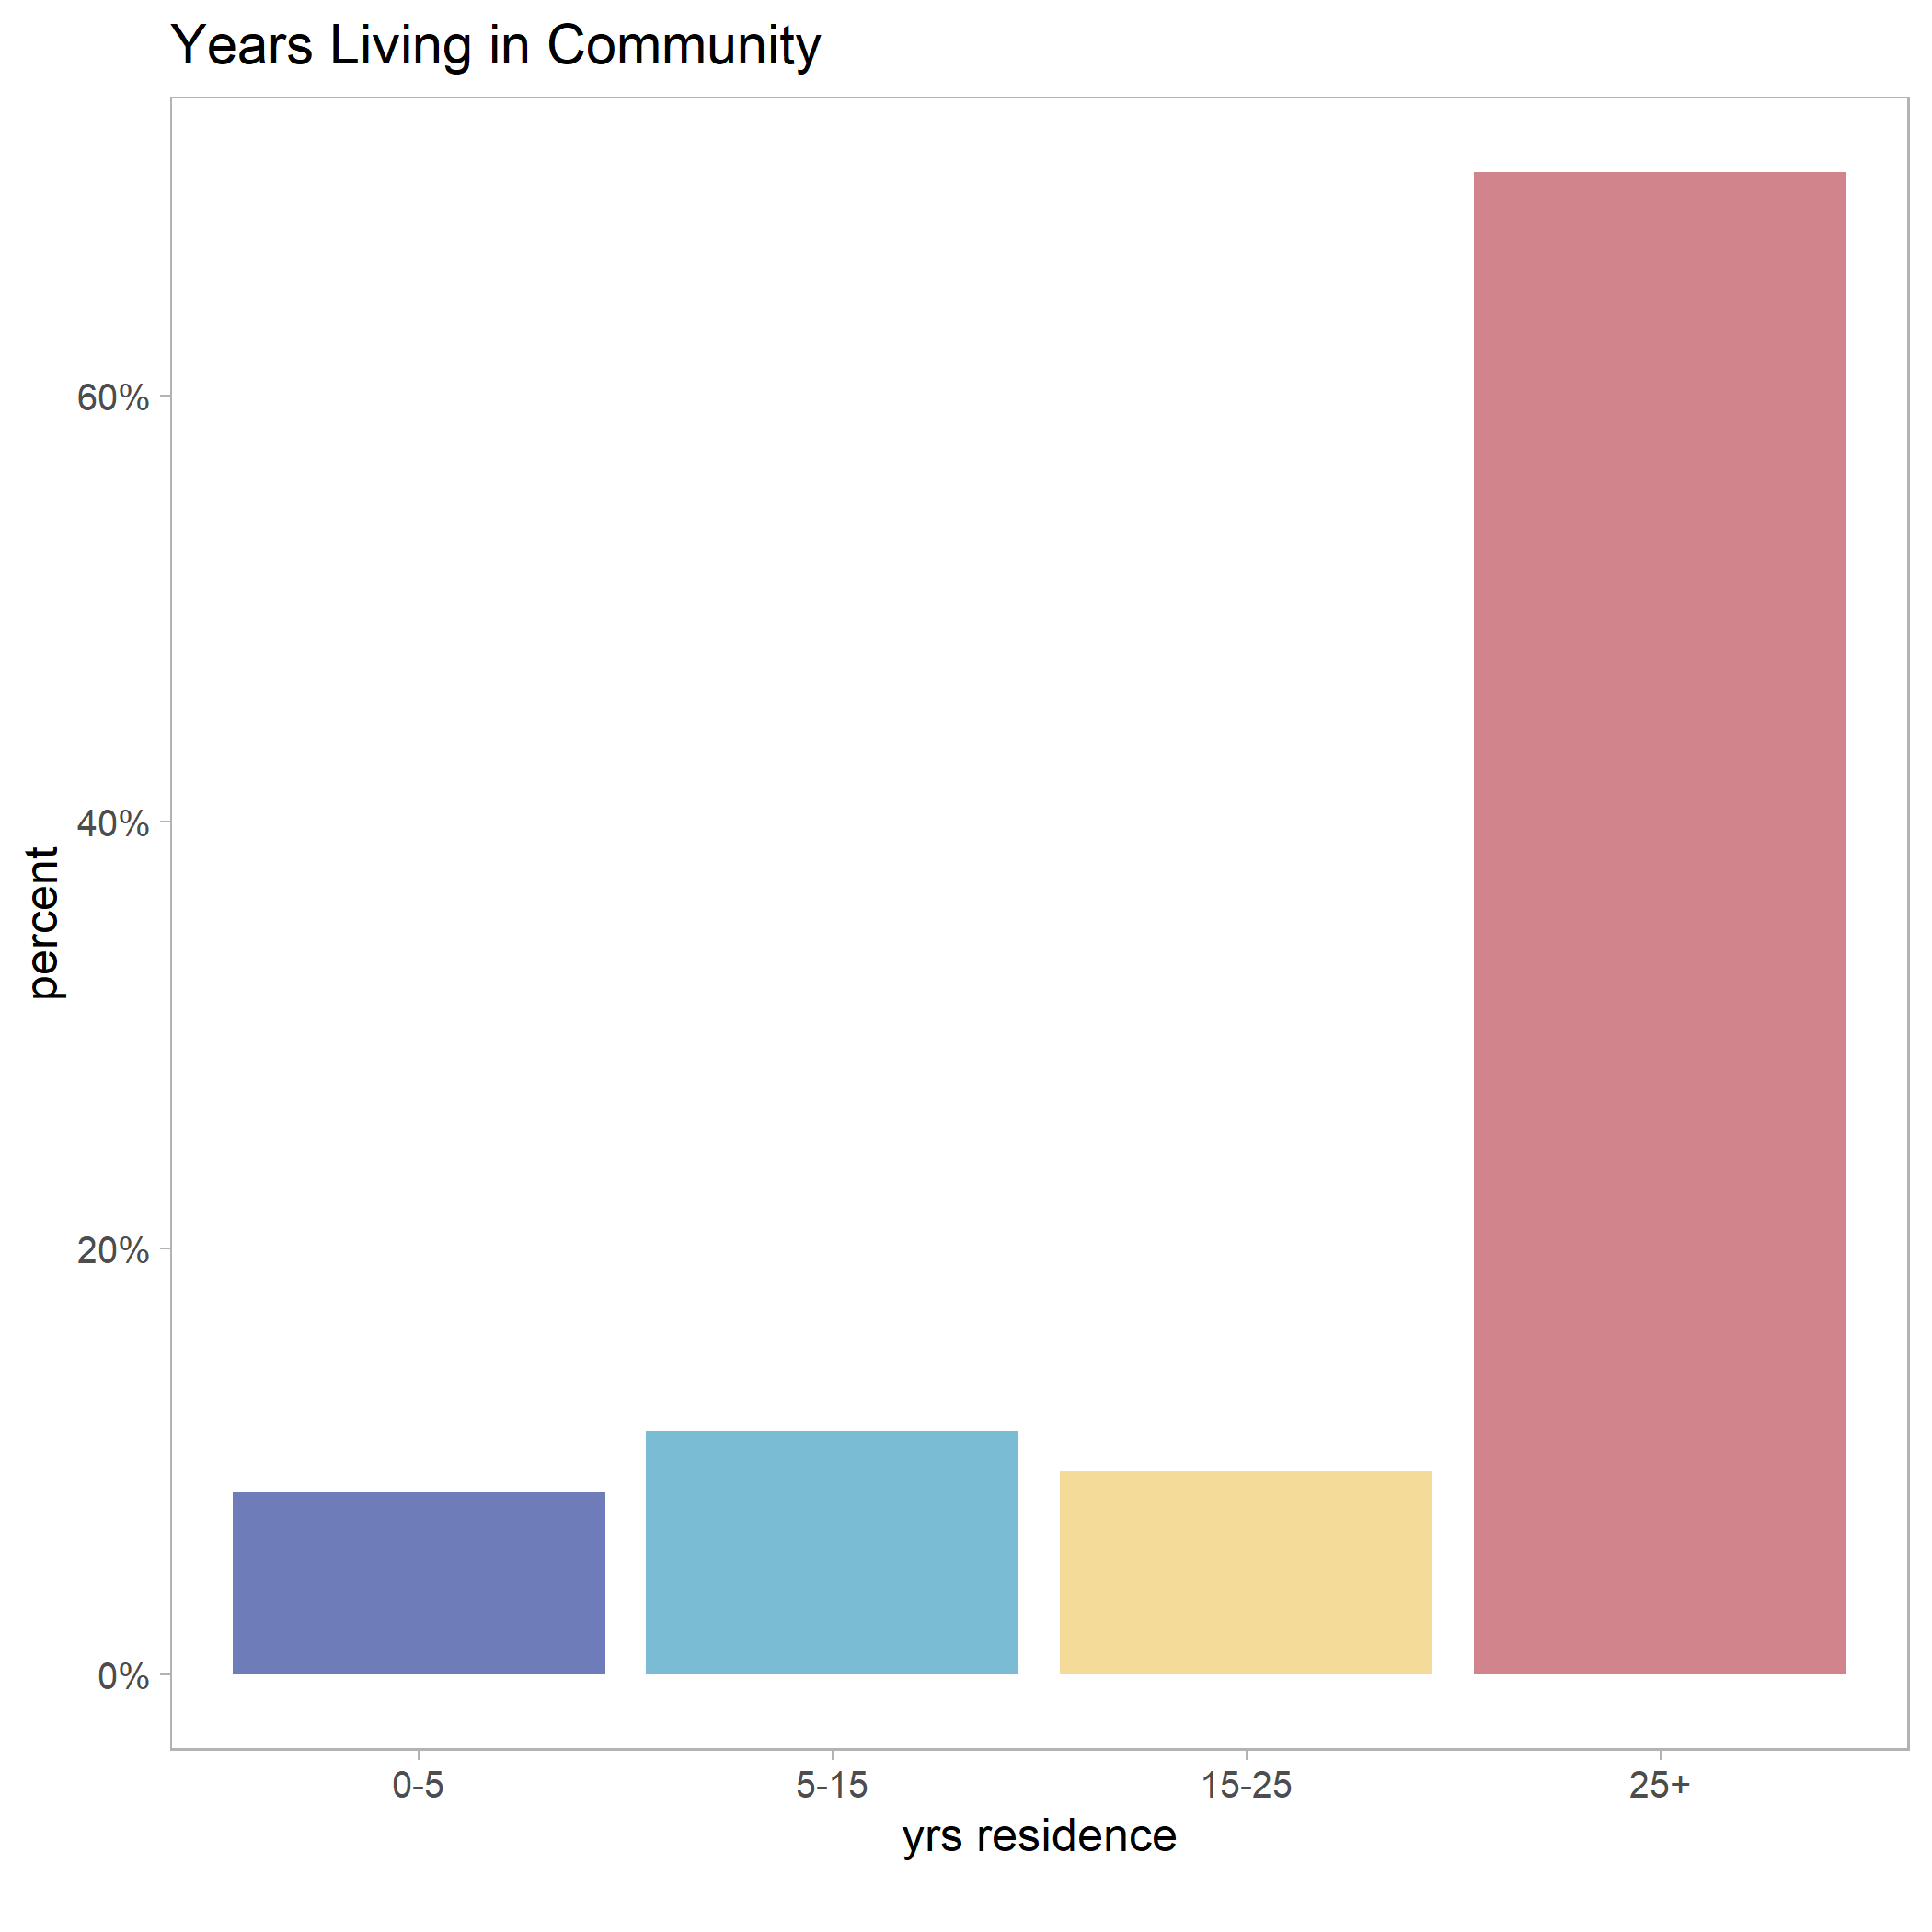 Years Living in Community
60%
40%
20%
0%
percent
0-5
5-15
15-25
25+
yrs residence